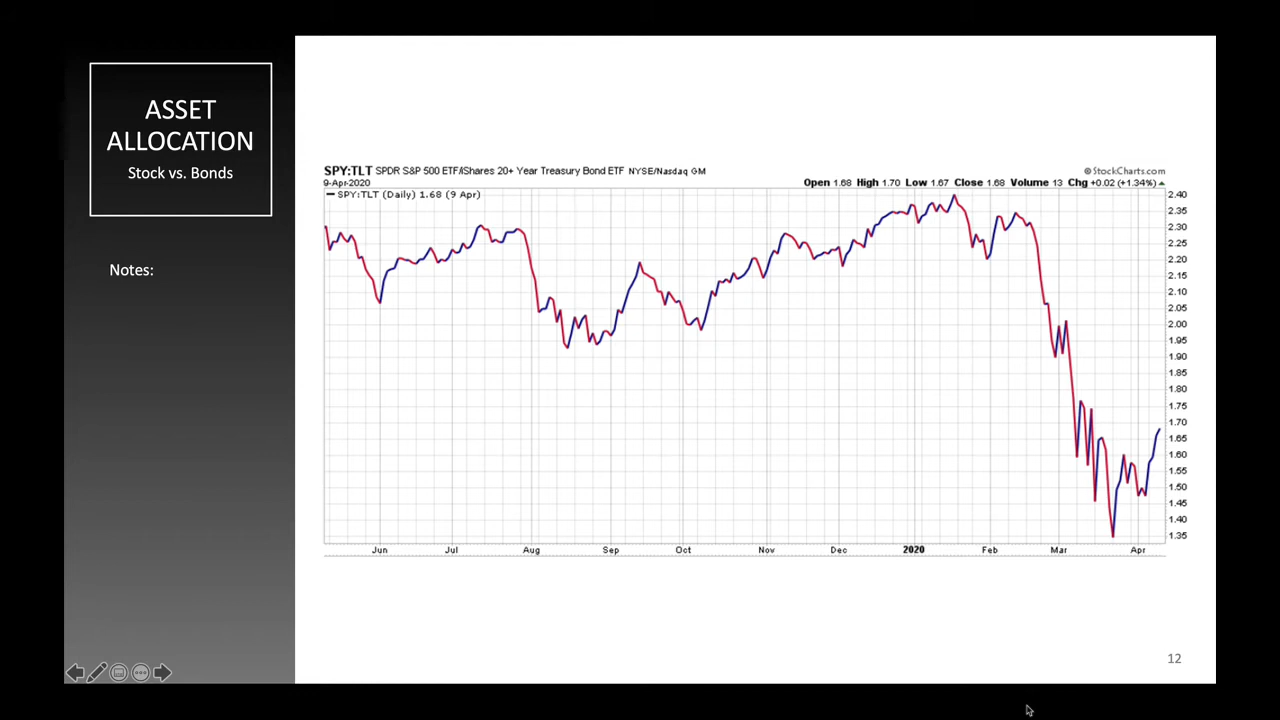 ASSET
ALLOCATION
Stock vs. Bonds
Notes:
SPY:TLT SPDR S&P 500 ETF/iShares 20+ Year Treasury Bond ETF NYSE/Nasdaq GM
© StockCharts.com
9-Apr-2020
Open 1.68 High 1.70 Low 1.67 Close 1.68 Volume 13 Chg +0.02 (+1.34%)
SPY:TLT (Daily) 1.68 (9 Apr)
2.40
2.35
2.30
2.25
2.20
2.15
2.10
2.05
2.00
1.95
1.90
1.85
1.80
1.75
1.70
1.65
1.60
1.55
1.50
1.45
1.40
1.35
Jun Jul Aug Sep Oct Nov Dec 2020 Feb Mar Apr
12